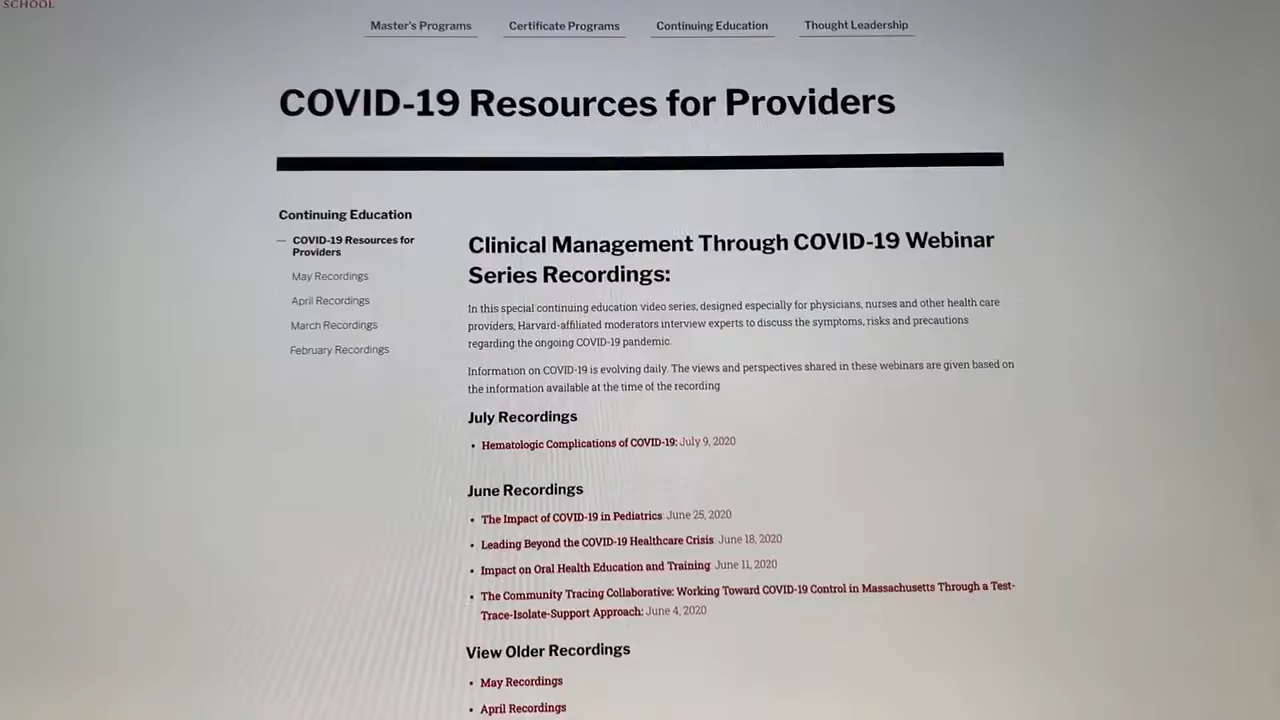 SCHOOL
Master's Programs
Certificate Programs
Continuing Education
Thought Leadership
COVID-19 Resources for Providers
Continuing Education
— COVID-19 Resources for
Providers
May Recordings
April Recordings
March Recordings
February Recordings
Clinical Management Through COVID-19 Webinar
Series Recordings:
In this special continuing education video series, designed especially for physicians, nurses and other health care
providers, Harvard-affiliated moderators interview experts to discuss the symptoms, risks and precautions
regarding the ongoing COVID-19 pandemic.
Information on COVID-19 is evolving daily. The views and perspectives shared in these webinars are given based on
the information available at the time of the recording
July Recordings
• Hematologic Complications of COVID-19: July 9, 2020
June Recordings
• The Impact of COVID-19 in Pediatrics June 25, 2020
• Leading Beyond the COVID-19 Healthcare Crisis June 18, 2020
• Impact on Oral Health Education and Training June 11, 2020
• The Community Tracing Collaborative: Working Toward COVID-19 Control in Massachusetts Through a Test-
Trace-Isolate-Support Approach: June 4, 2020
View Older Recordings
• May Recordings
• April Recordings